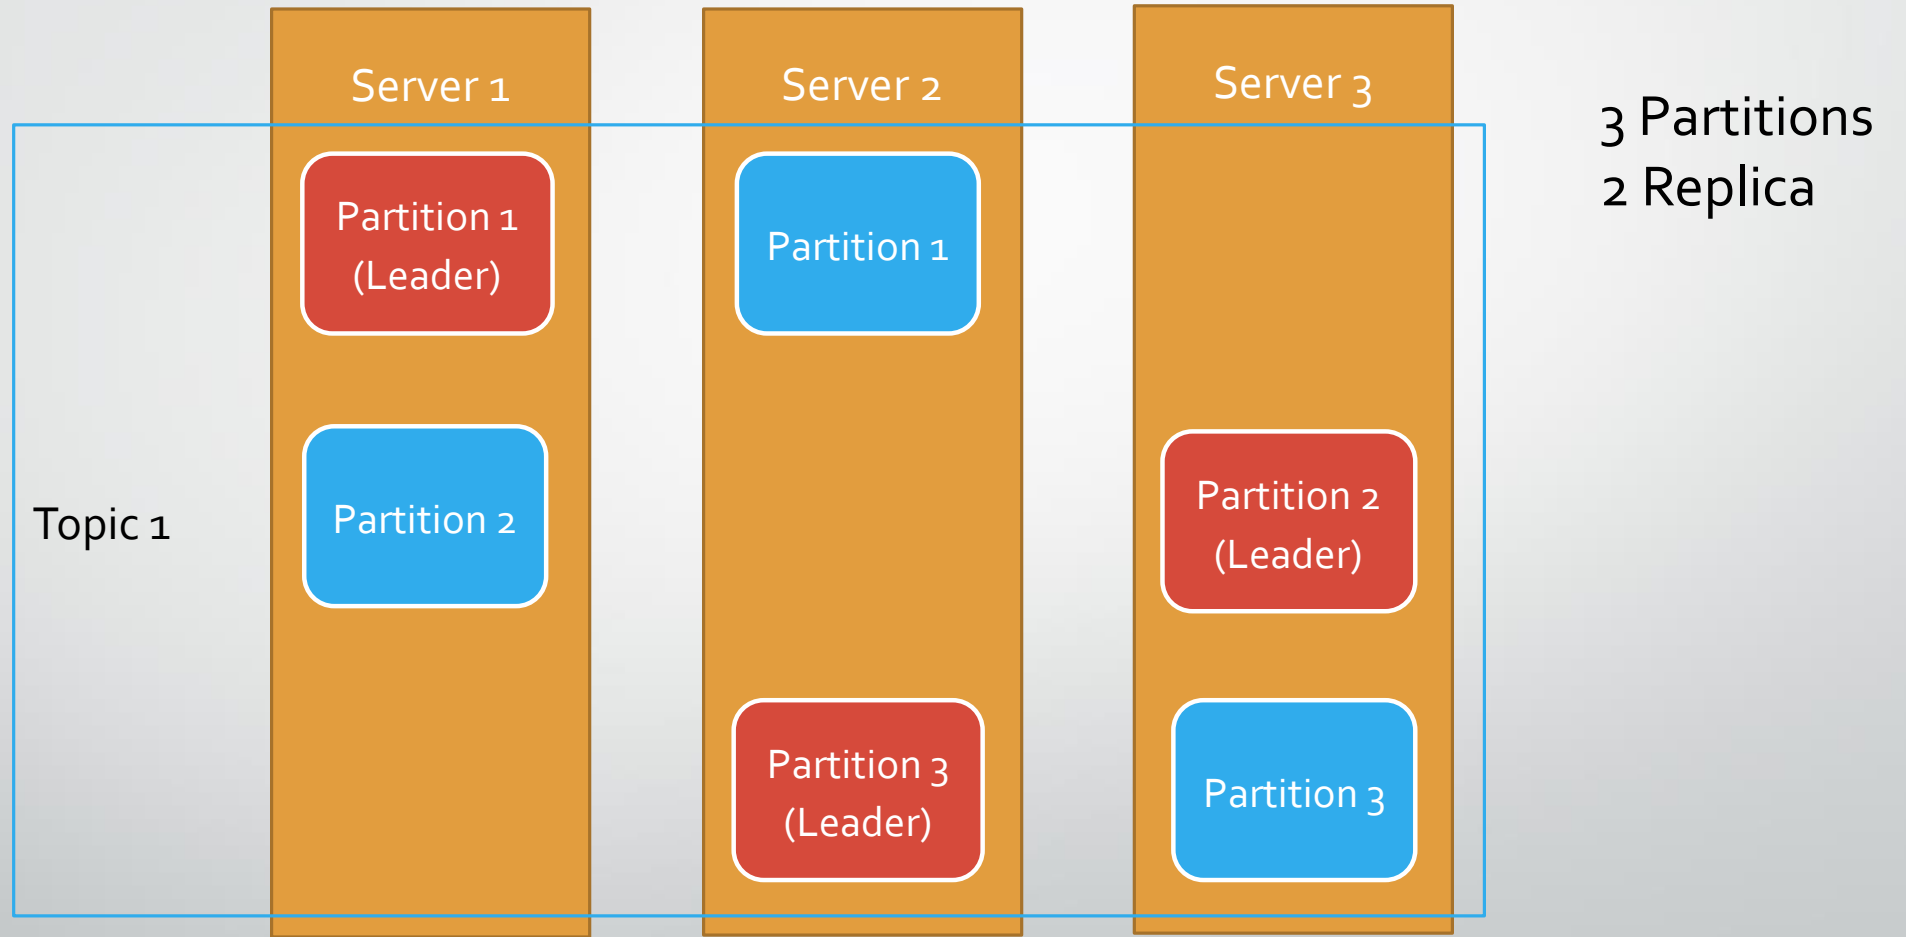 Server 1
Server 2
Server 3
3 Partitions
2 Replica
Partition 1
(Leader)
Partition 1
Topic 1
Partition 2
Partition 2
(Leader)
Partition 3
(Leader)
Partition 3